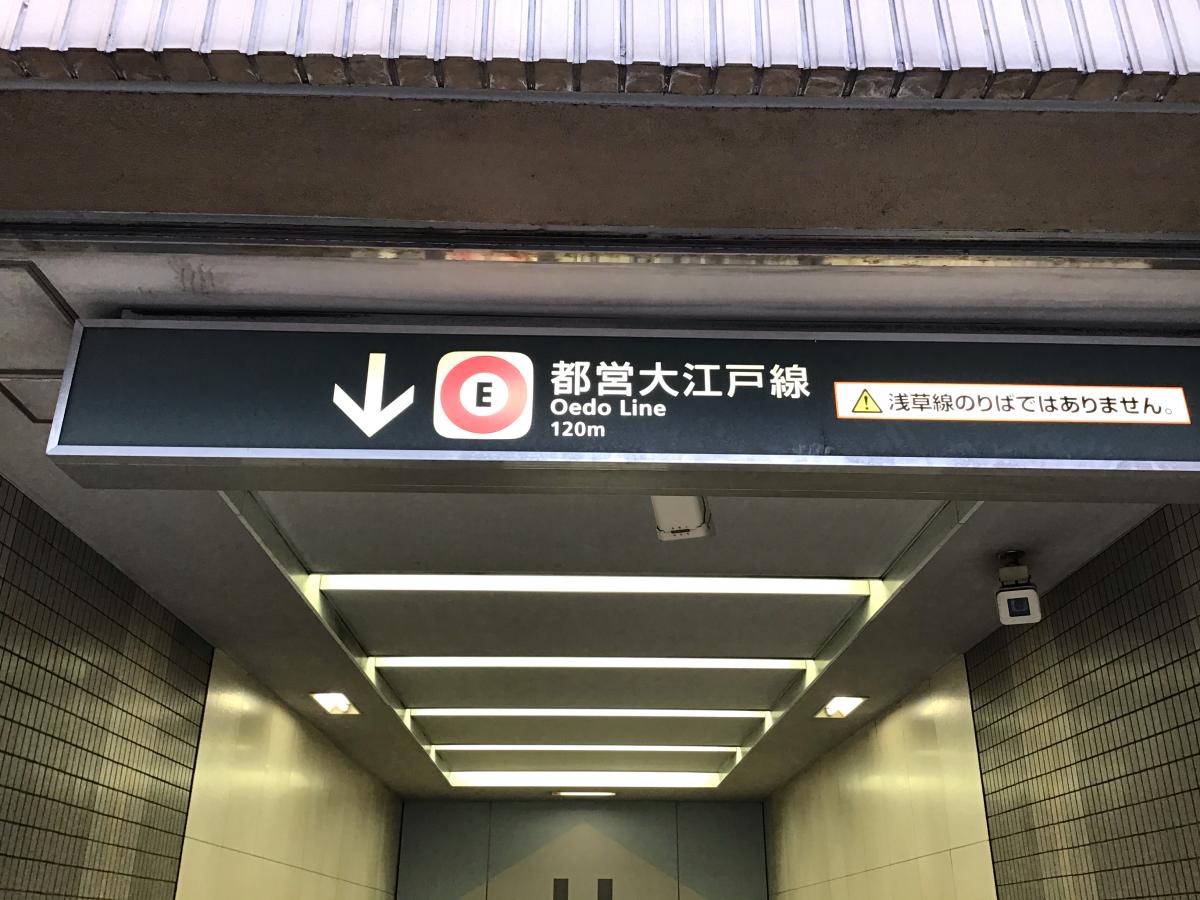 E
都営大江戸線
Oedo Line
120m
浅草線のりばではありません。